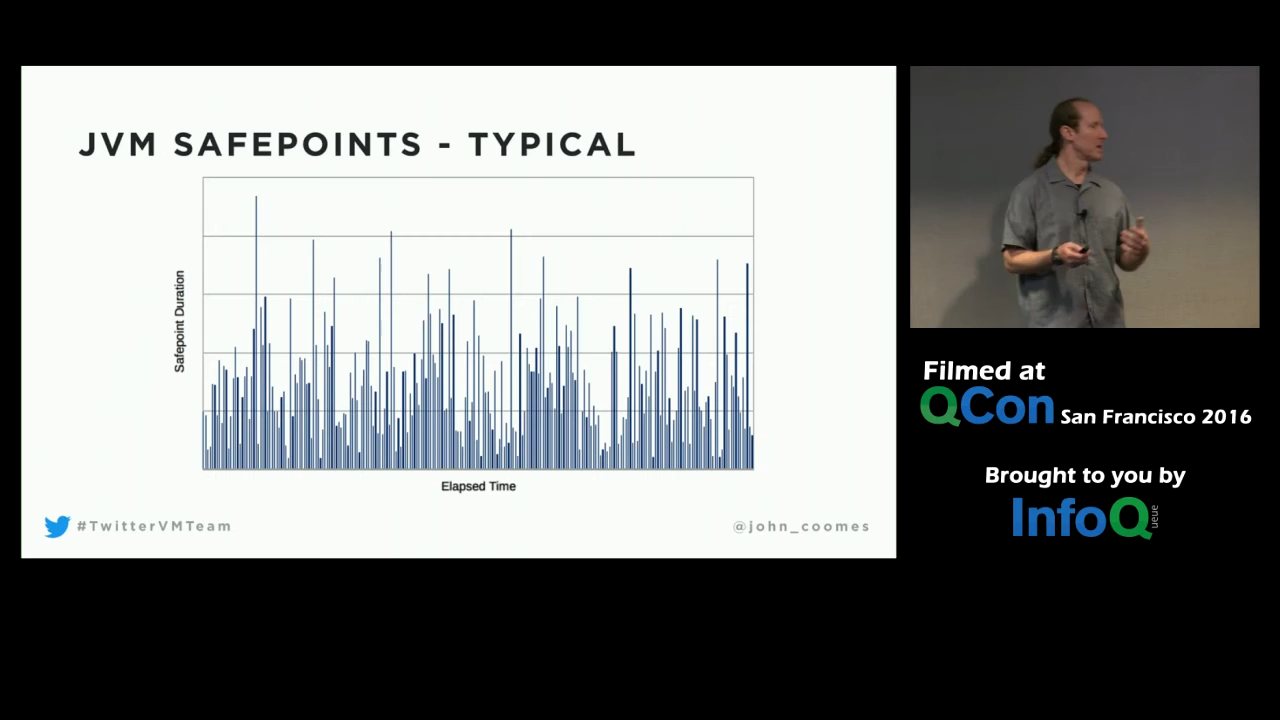 JVM SAFEPOINTS - TYPICAL
Safepoint Duration
Elapsed Time
#TwitterVMTeam
@john_coomes
Filmed at
QCon San Francisco 2016
Brought to you by
InfoQueue